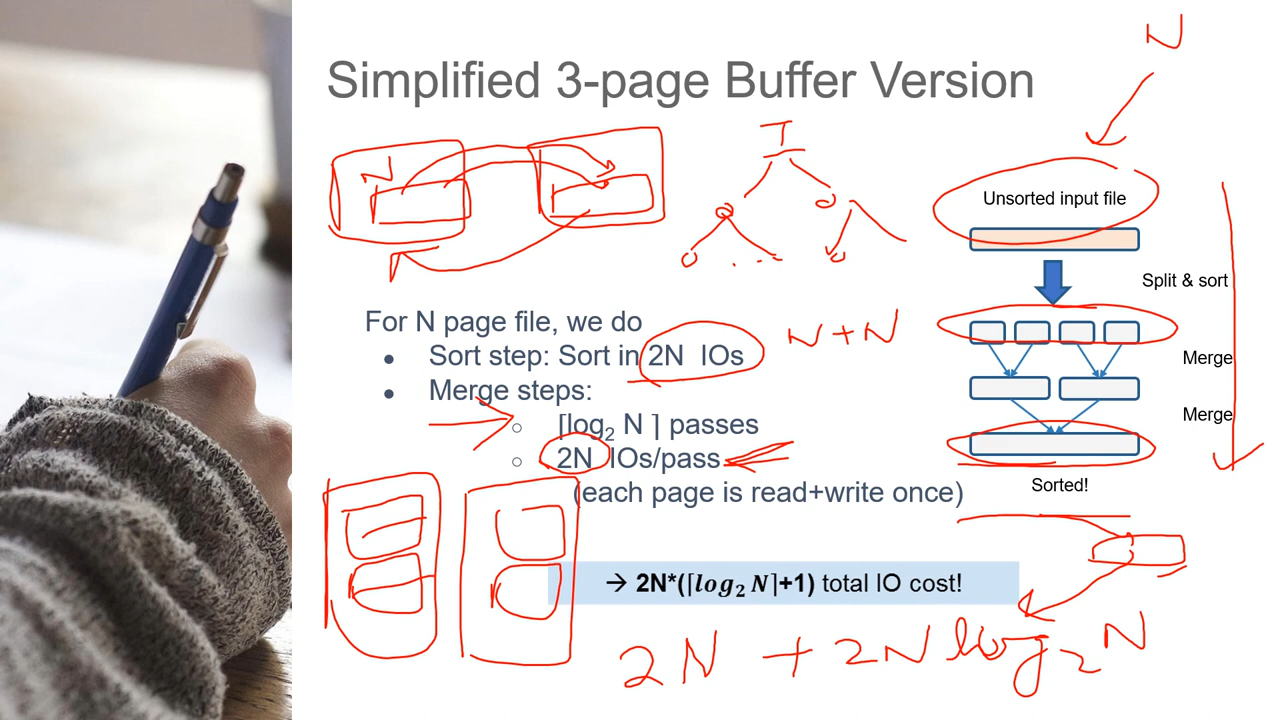 N
Simplified 3-page Buffer Version
N
T
Unsorted input file
Split & sort
For N page file, we do
● Sort step: Sort in 2N IOs
N + N
● Merge steps:
Merge
○ ⌈log₂ N ⌉ passes
Merge
○ 2N IOs/pass
(each page is read+write once)
Sorted!
→ 2N*(⌈log₂ N⌉+1) total IO cost!
2N + 2N log₂ N